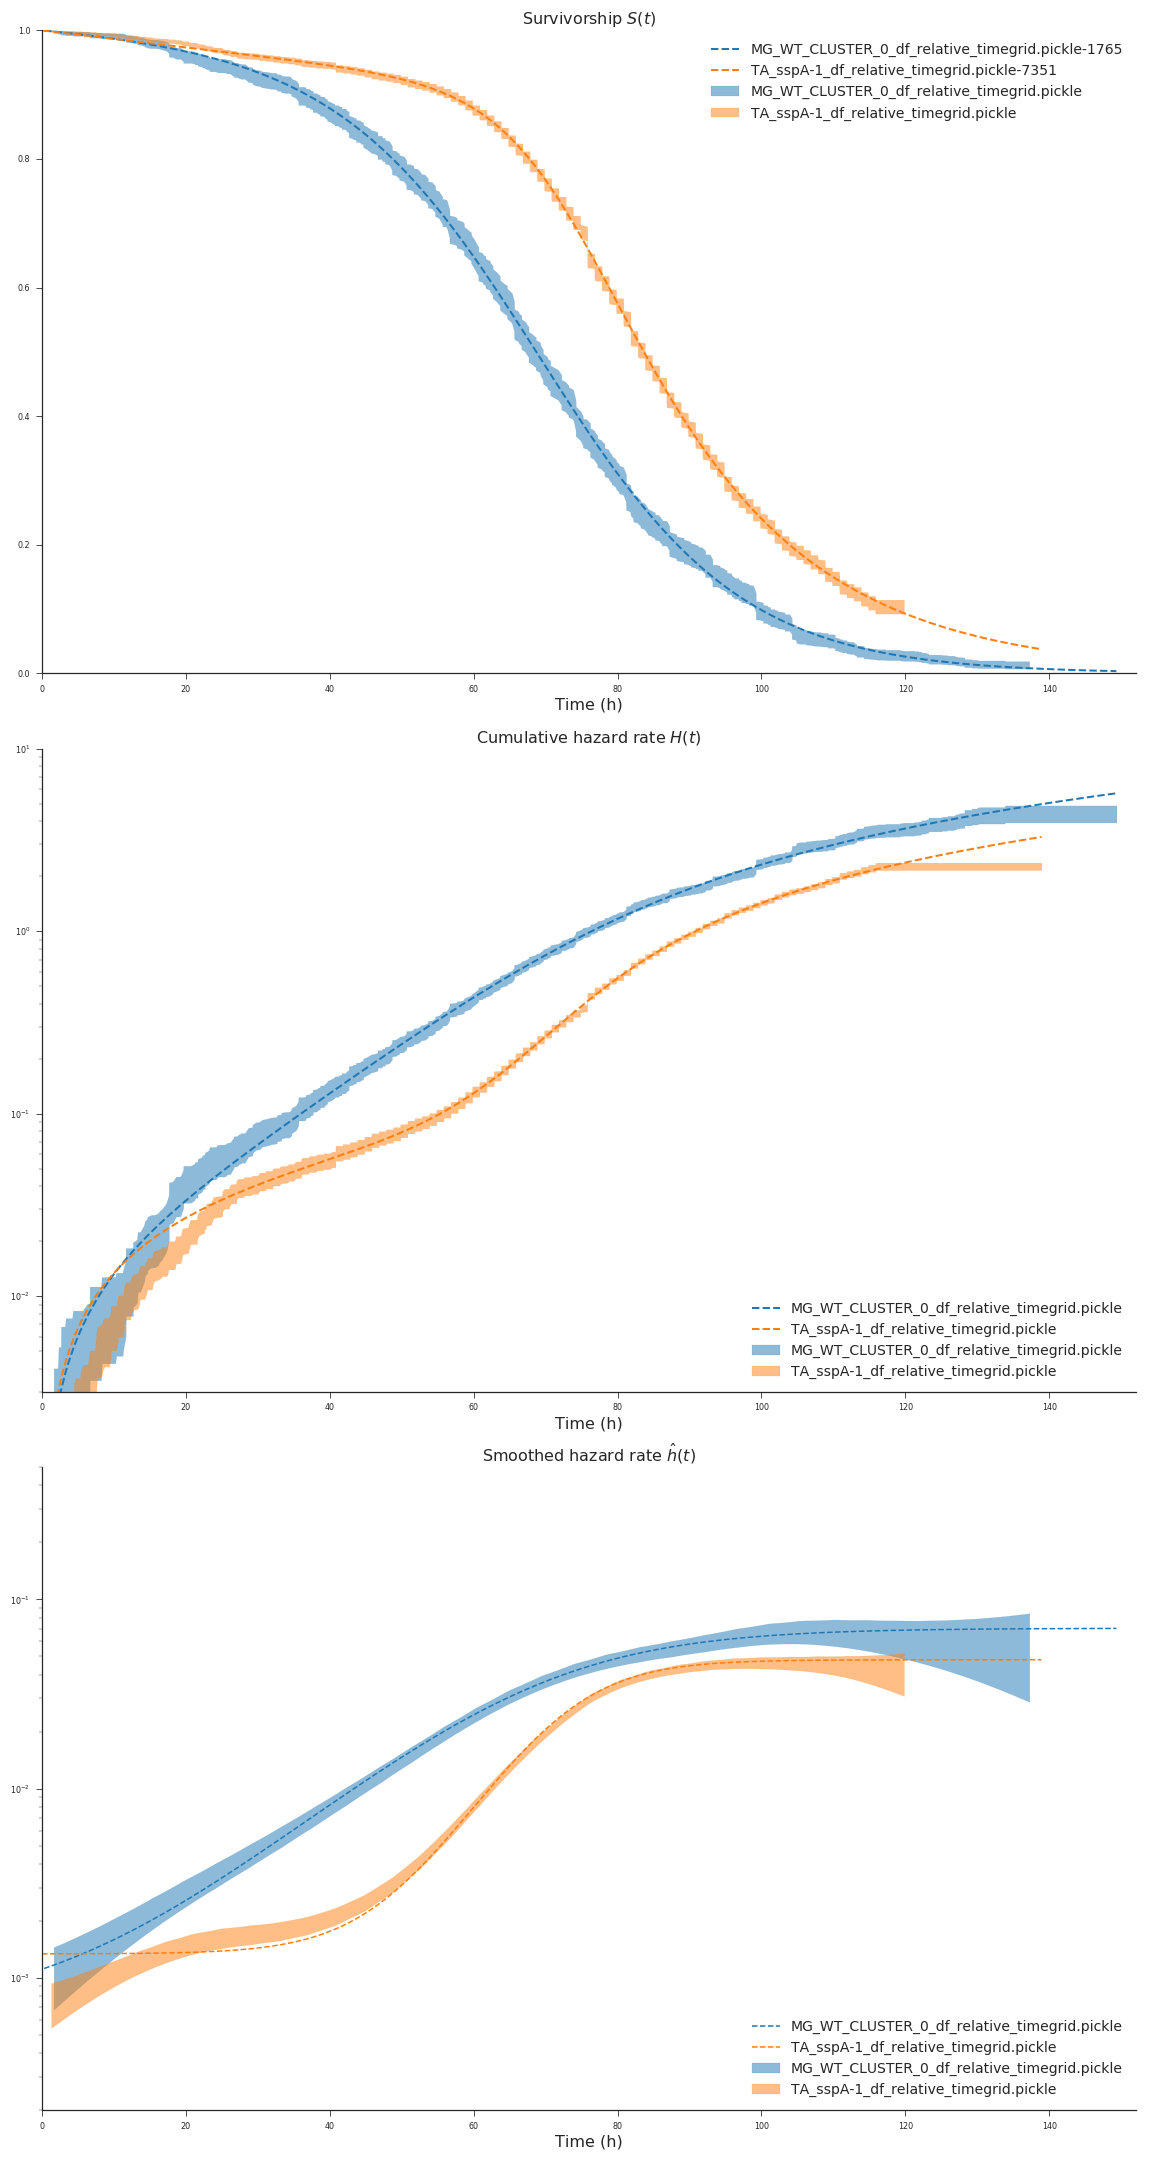 Survivorship S(t)
1.0
0.8
0.6
0.4
0.2
0.0
MG_WT_CLUSTER_0_df_relative_timegrid.pickle-1765
TA_sspA-1_df_relative_timegrid.pickle-7351
MG_WT_CLUSTER_0_df_relative_timegrid.pickle
TA_sspA-1_df_relative_timegrid.pickle
0 20 40 60 80 100 120 140
Time (h)
Cumulative hazard rate H(t)
10¹
10⁰
10⁻¹
10⁻²
MG_WT_CLUSTER_0_df_relative_timegrid.pickle
TA_sspA-1_df_relative_timegrid.pickle
MG_WT_CLUSTER_0_df_relative_timegrid.pickle
TA_sspA-1_df_relative_timegrid.pickle
0 20 40 60 80 100 120 140
Time (h)
Smoothed hazard rate ĥ(t)
10⁻¹
10⁻²
10⁻³
MG_WT_CLUSTER_0_df_relative_timegrid.pickle
TA_sspA-1_df_relative_timegrid.pickle
MG_WT_CLUSTER_0_df_relative_timegrid.pickle
TA_sspA-1_df_relative_timegrid.pickle
0 20 40 60 80 100 120 140
Time (h)